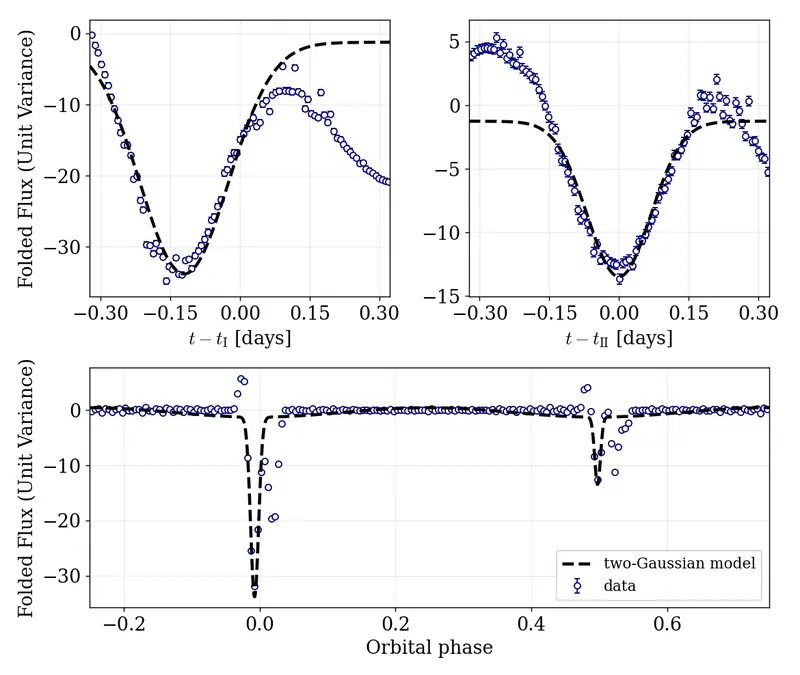 Folded Flux (Unit Variance)
0
−10
−20
−30
−0.30 −0.15 0.00 0.15 0.30
t − tI [days]
5
0
−5
−10
−15
−0.30 −0.15 0.00 0.15 0.30
t − tII [days]
Folded Flux (Unit Variance)
0
−10
−20
−30
two-Gaussian model
data
−0.2 0.0 0.2 0.4 0.6
Orbital phase